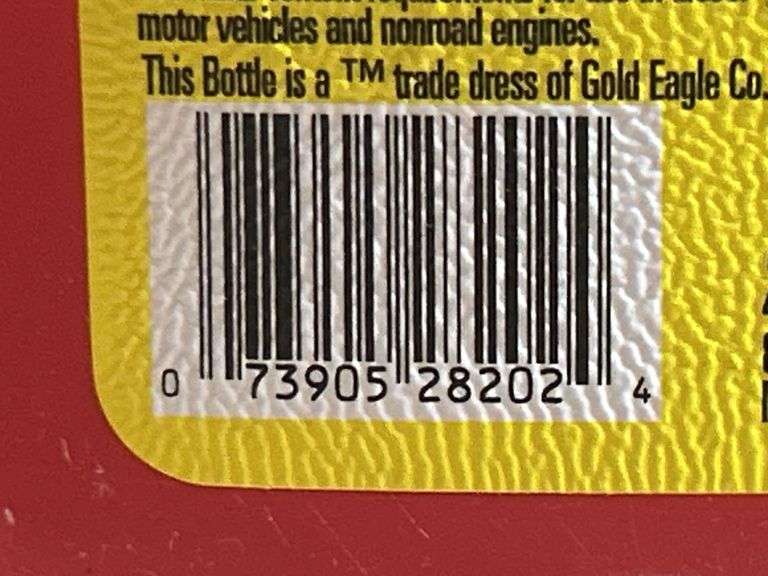 motor vehicles and nonroad engines.
This Bottle is a ™ trade dress of Gold Eagle Co.
0 73905 28202 4